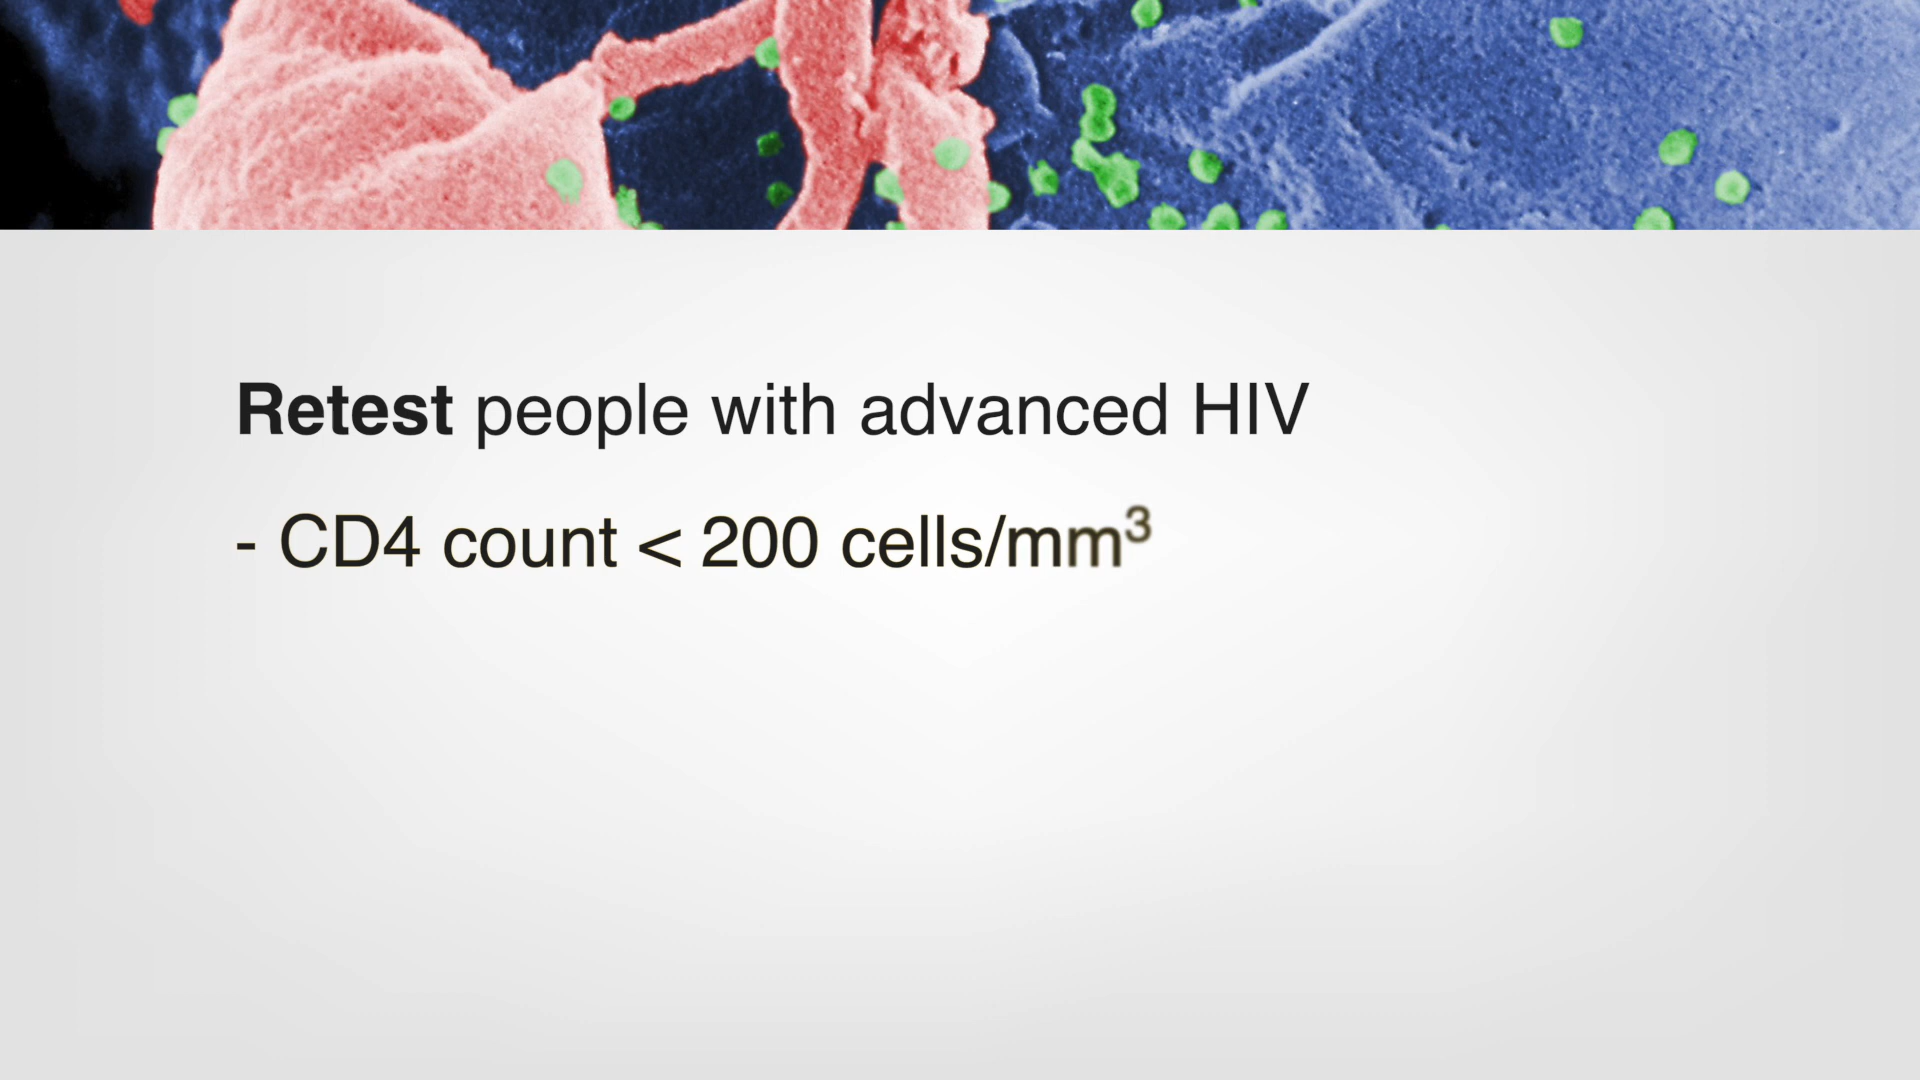 Retest people with advanced HIV
- CD4 count < 200 cells/mm³